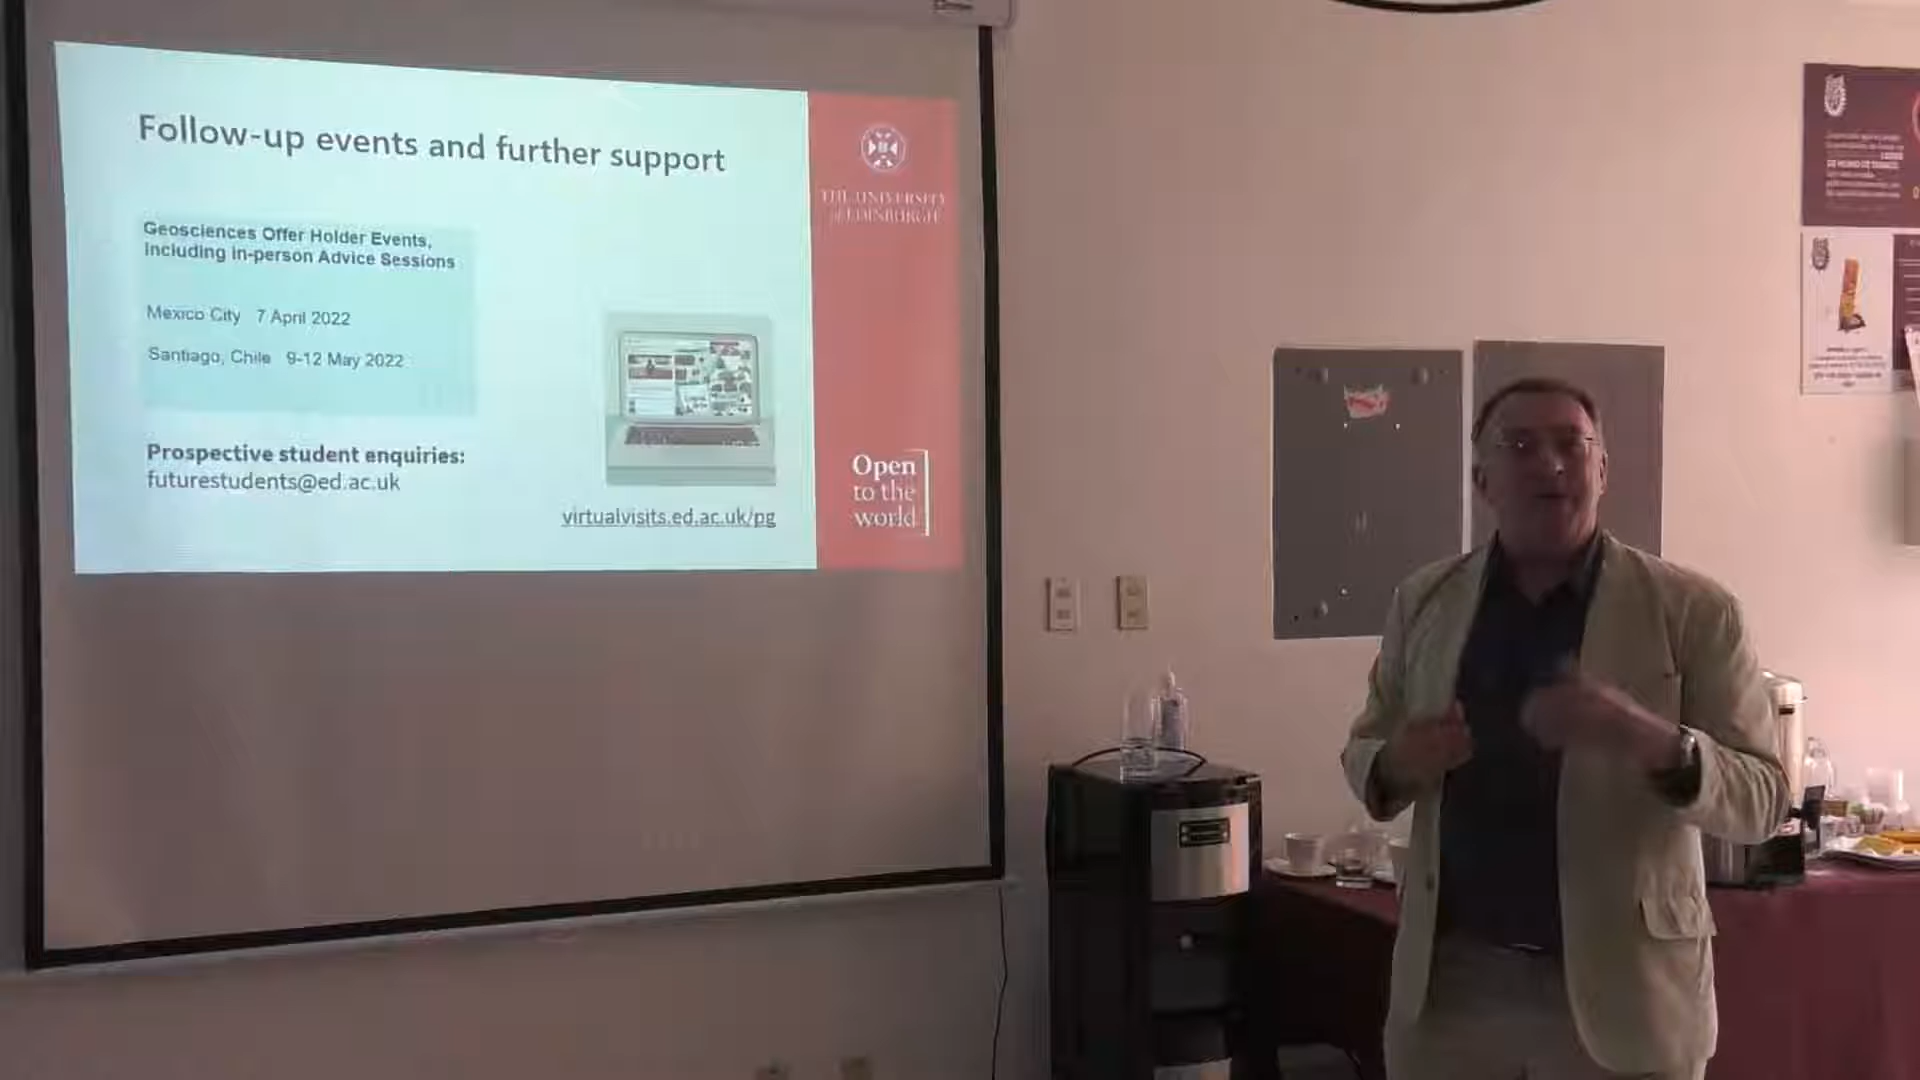 Follow-up events and further support
Geosciences Offer Holder Events,
including in-person Advice Sessions
Mexico City 7 April 2022
Santiago, Chile 9-12 May 2022
Prospective student enquiries:
futurestudents@ed.ac.uk
virtualvisits.ed.ac.uk/pg
THE UNIVERSITY
of EDINBURGH
Open
to the
world